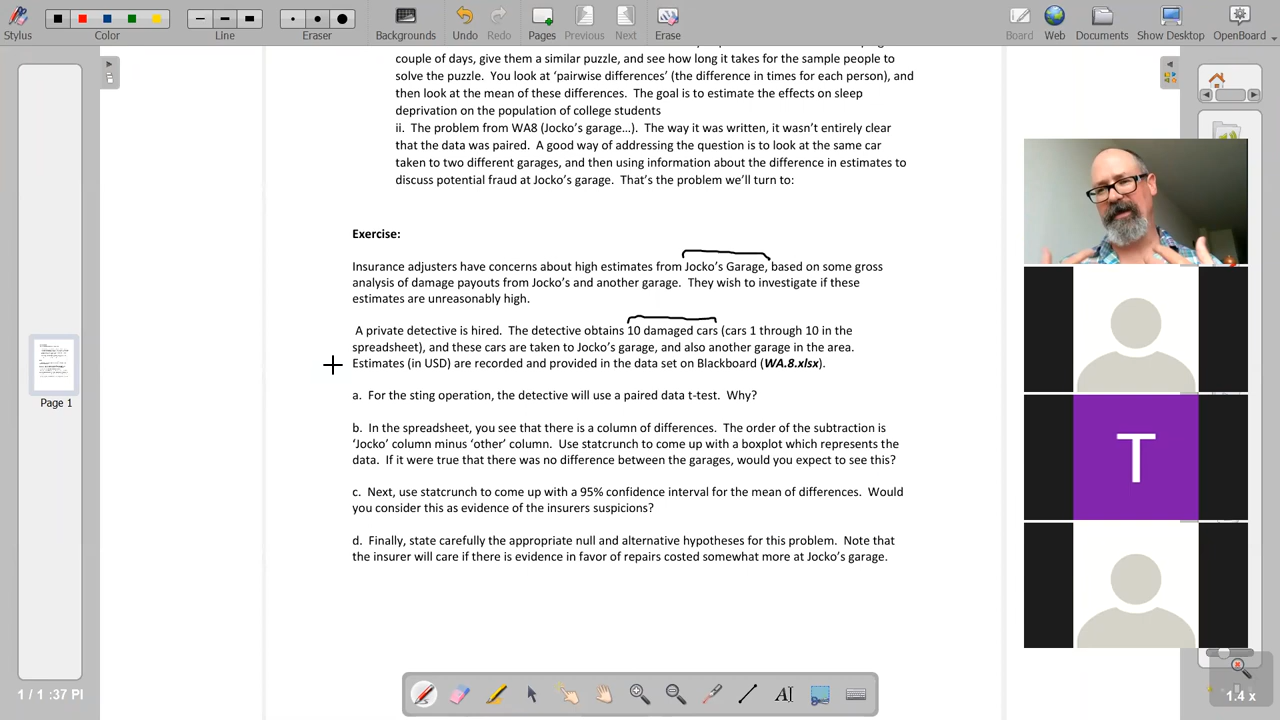 Stylus
Color
Line
Eraser
Backgrounds
Undo
Redo
Pages
Previous
Next
Erase
Board
Web
Documents
Show Desktop
OpenBoard
couple of days, give them a similar puzzle, and see how long it takes for the sample people to
solve the puzzle. You look at ‘pairwise differences’ (the difference in times for each person), and
then look at the mean of these differences. The goal is to estimate the effects on sleep
deprivation on the population of college students
ii. The problem from WA8 (Jocko’s garage…). The way it was written, it wasn’t entirely clear
that the data was paired. A good way of addressing the question is to look at the same car
taken to two different garages, and then using information about the difference in estimates to
discuss potential fraud at Jocko’s garage. That’s the problem we’ll turn to:
Exercise:
Insurance adjusters have concerns about high estimates from Jocko’s Garage, based on some gross
analysis of damage payouts from Jocko’s and another garage. They wish to investigate if these
estimates are unreasonably high.
A private detective is hired. The detective obtains 10 damaged cars (cars 1 through 10 in the
spreadsheet), and these cars are taken to Jocko’s garage, and also another garage in the area.
Estimates (in USD) are recorded and provided in the data set on Blackboard (WA.8.xlsx).
a. For the sting operation, the detective will use a paired data t-test. Why?
b. In the spreadsheet, you see that there is a column of differences. The order of the subtraction is
‘Jocko’ column minus ‘other’ column. Use statcrunch to come up with a boxplot which represents the
data. If it were true that there was no difference between the garages, would you expect to see this?
c. Next, use statcrunch to come up with a 95% confidence interval for the mean of differences. Would
you consider this as evidence of the insurers suspicions?
d. Finally, state carefully the appropriate null and alternative hypotheses for this problem. Note that
the insurer will care if there is evidence in favor of repairs costed somewhat more at Jocko’s garage.
Page 1
T
1 / 1 :37 PI
1.4 x